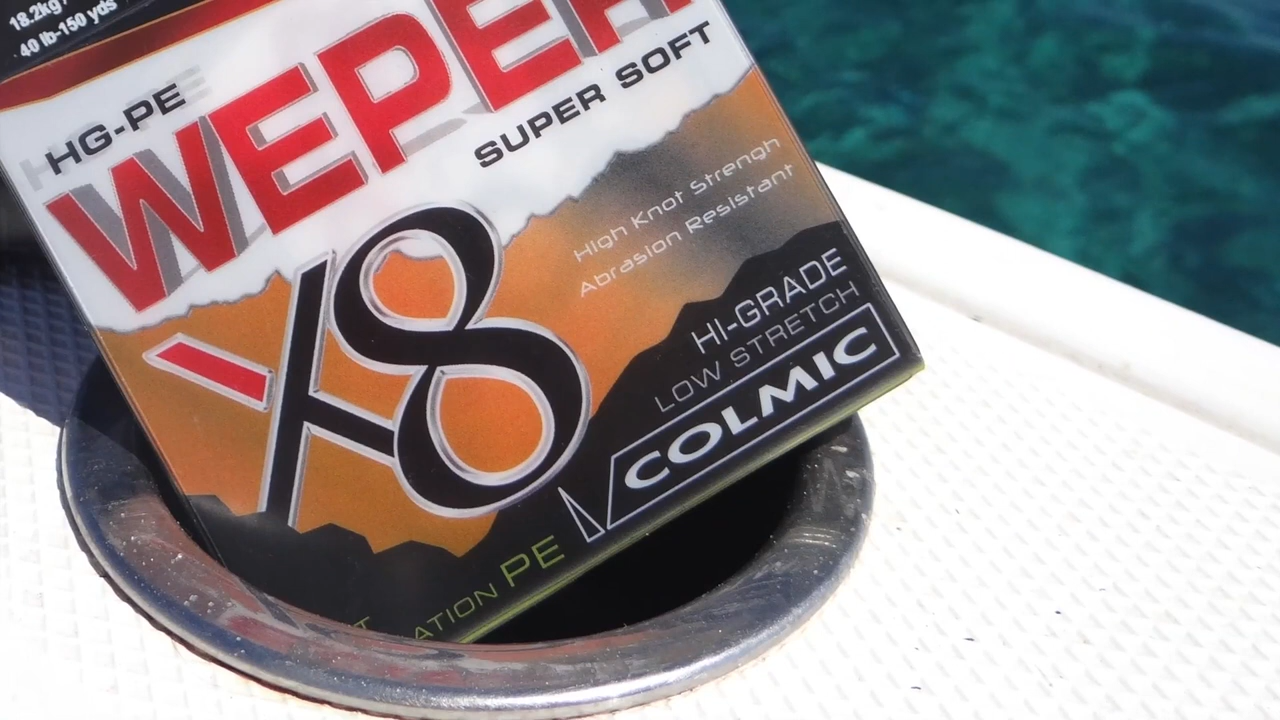 18.2kg/
40 lb-150 yds
HG-PE
WEPER
SUPER SOFT
X8
High Knot Strengh
Abrasion Resistant
HI-GRADE
LOW STRETCH
COLMIC
ATION PE